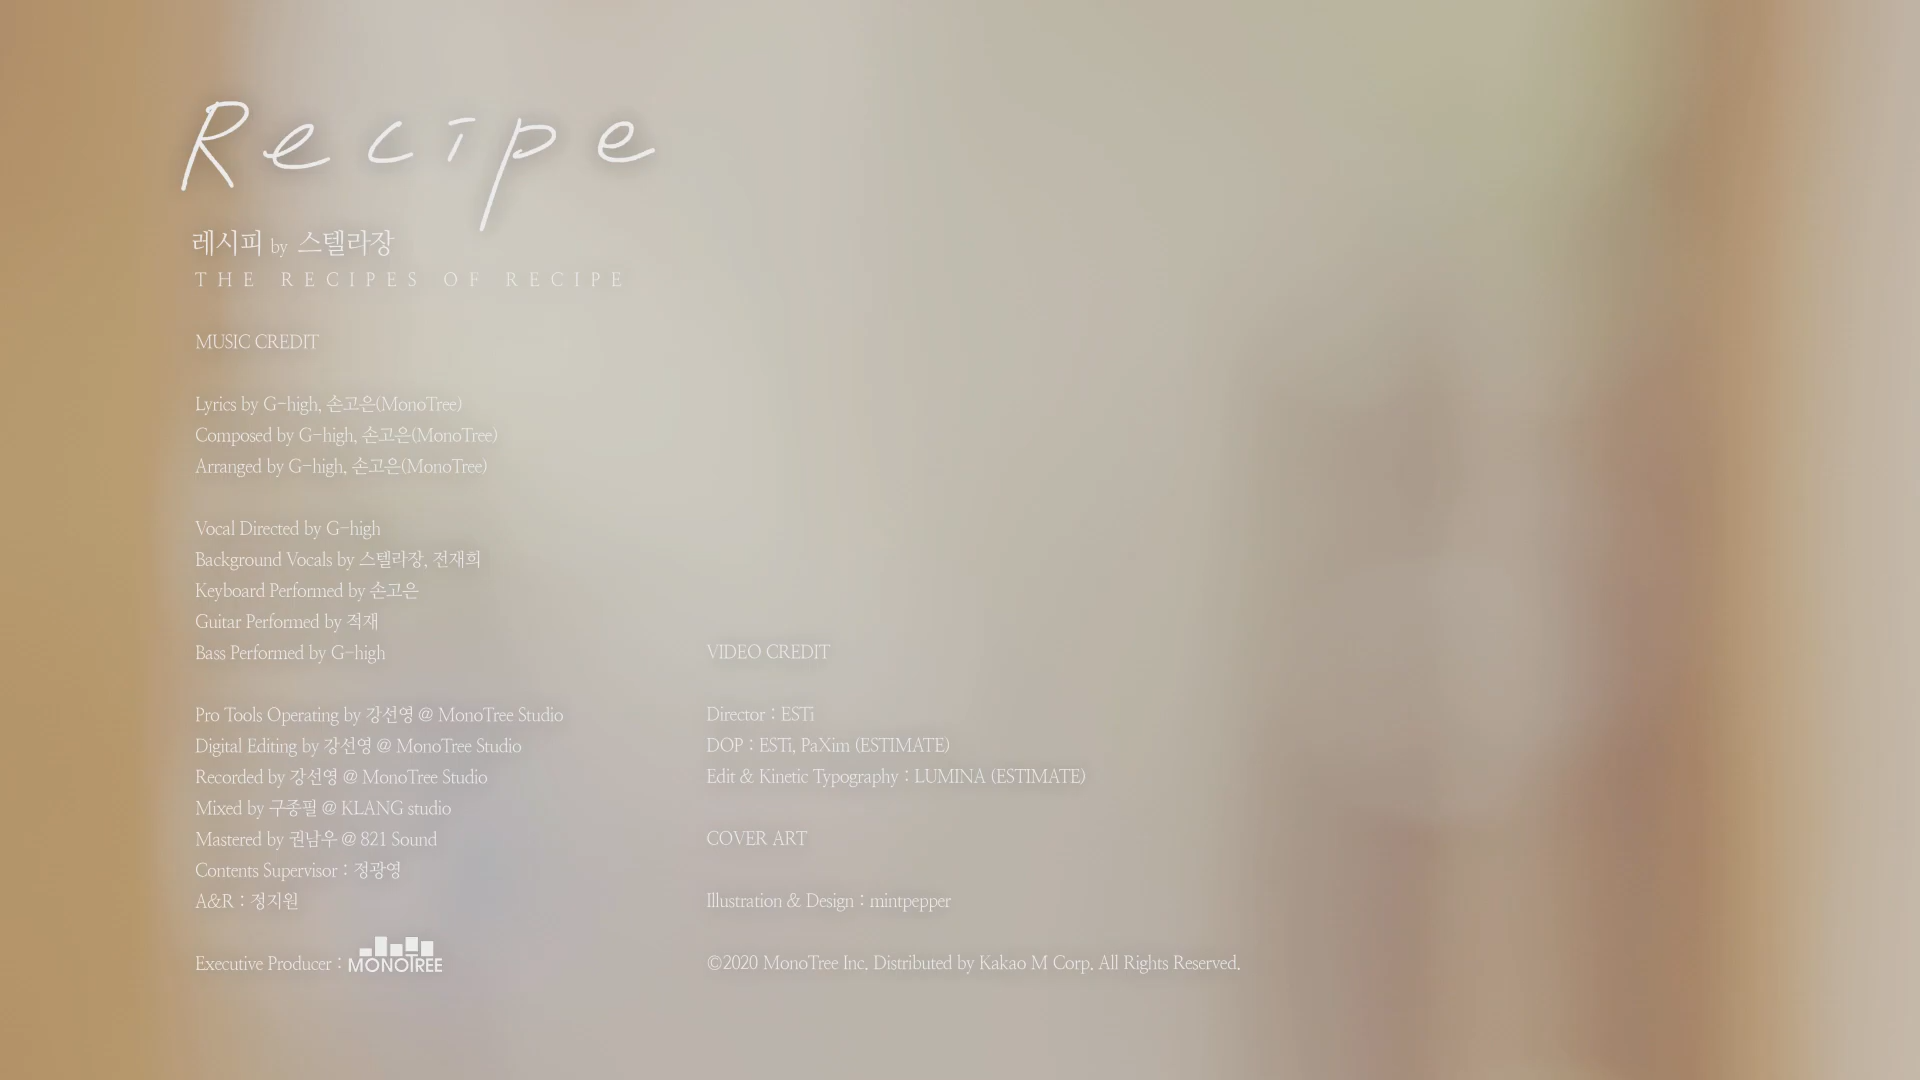 Recipe
레시피 by 스텔라장
THE RECIPES OF RECIPE
MUSIC CREDIT
Lyrics by G-high, 손고은(MonoTree)
Composed by G-high, 손고은(MonoTree)
Arranged by G-high, 손고은(MonoTree)
Vocal Directed by G-high
Background Vocals by 스텔라장, 전재희
Keyboard Performed by 손고은
Guitar Performed by 적재
Bass Performed by G-high
Pro Tools Operating by 강선영 @ MonoTree Studio
Digital Editing by 강선영 @ MonoTree Studio
Recorded by 강선영 @ MonoTree Studio
Mixed by 구종필 @ KLANG studio
Mastered by 권남우 @ 821 Sound
Contents Supervisor : 정광영
A&R : 정지원
Executive Producer : MONOTREE
VIDEO CREDIT
Director : ESTi
DOP : ESTi, PaXim (ESTIMATE)
Edit & Kinetic Typography : LUMINA (ESTIMATE)
COVER ART
Illustration & Design : mintpepper
©2020 MonoTree Inc. Distributed by Kakao M Corp. All Rights Reserved.